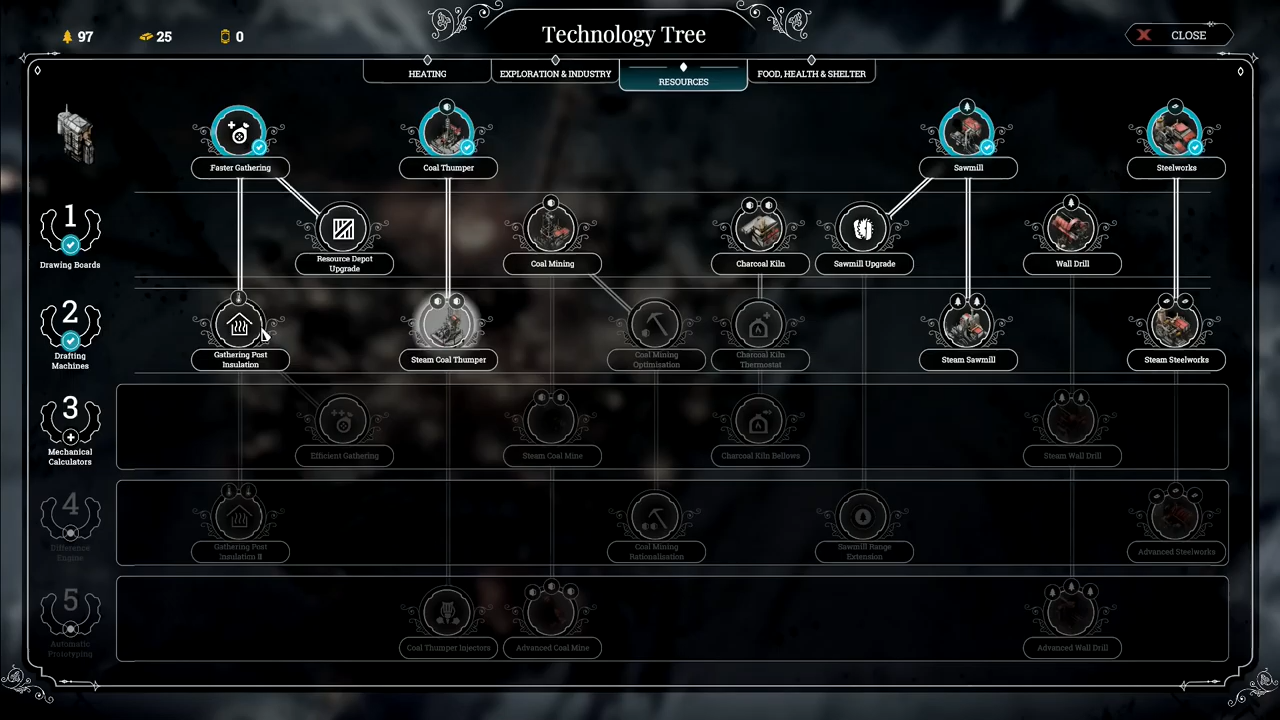 97
25
0
Technology Tree
CLOSE
HEATING
EXPLORATION & INDUSTRY
RESOURCES
FOOD, HEALTH & SHELTER
Faster Gathering
Coal Thumper
Sawmill
Steelworks
1
Drawing Boards
Resource Depot
Upgrade
Coal Mining
Charcoal Kiln
Sawmill Upgrade
Wall Drill
2
Drafting
Machines
Gathering Post
Insulation
Steam Coal Thumper
Coal Mining
Optimisation
Charcoal Kiln
Thermostat
Steam Sawmill
Steam Steelworks
3
Mechanical
Calculators
Efficient Gathering
Steam Coal Mine
Charcoal Kiln Bellows
Steam Wall Drill
4
Difference
Engine
Gathering Post
Insulation II
Coal Mining
Rationalisation
Sawmill Range
Extension
Advanced Steelworks
5
Automatic
Prototyping
Coal Thumper Injectors
Advanced Coal Mine
Advanced Wall Drill